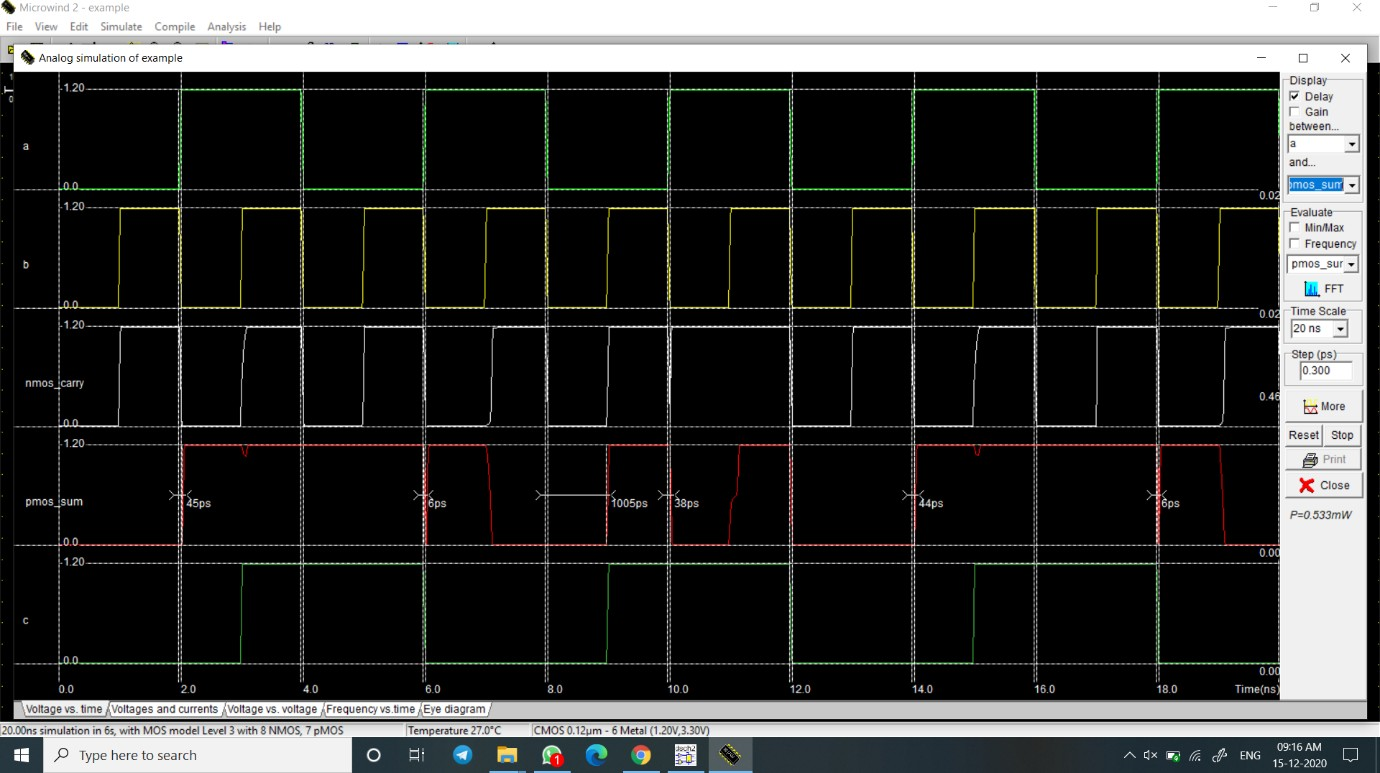 Microwind 2 - example
File View Edit Simulate Compile Analysis Help
Analog simulation of example
1.20
a
0.0
0.02
1.20
b
0.0
0.02
1.20
nmos_carry
0.46
0.0
1.20
pmos_sum
45ps 6ps 1005ps 38ps 44ps 6ps
0.0
0.00
1.20
c
0.0
0.00
0.0 2.0 4.0 6.0 8.0 10.0 12.0 14.0 16.0 18.0 Time(ns)
Display
Delay
Gain
between...
a
and...
pmos_sum
Evaluate
Min/Max
Frequency
pmos_sur
FFT
Time Scale
20 ns
Step (ps)
0.300
More
Reset Stop
Print
Close
P=0.533mW
Voltage vs. time Voltages and currents Voltage vs. voltage Frequency vs.time Eye diagram
20.00ns simulation in 6s, with MOS model Level 3 with 8 NMOS, 7 pMOS Temperature 27.0°C CMOS 0.12µm - 6 Metal (1.20V,3.30V)
Type here to search
1
dsch2
ENG
09:16 AM
15-12-2020